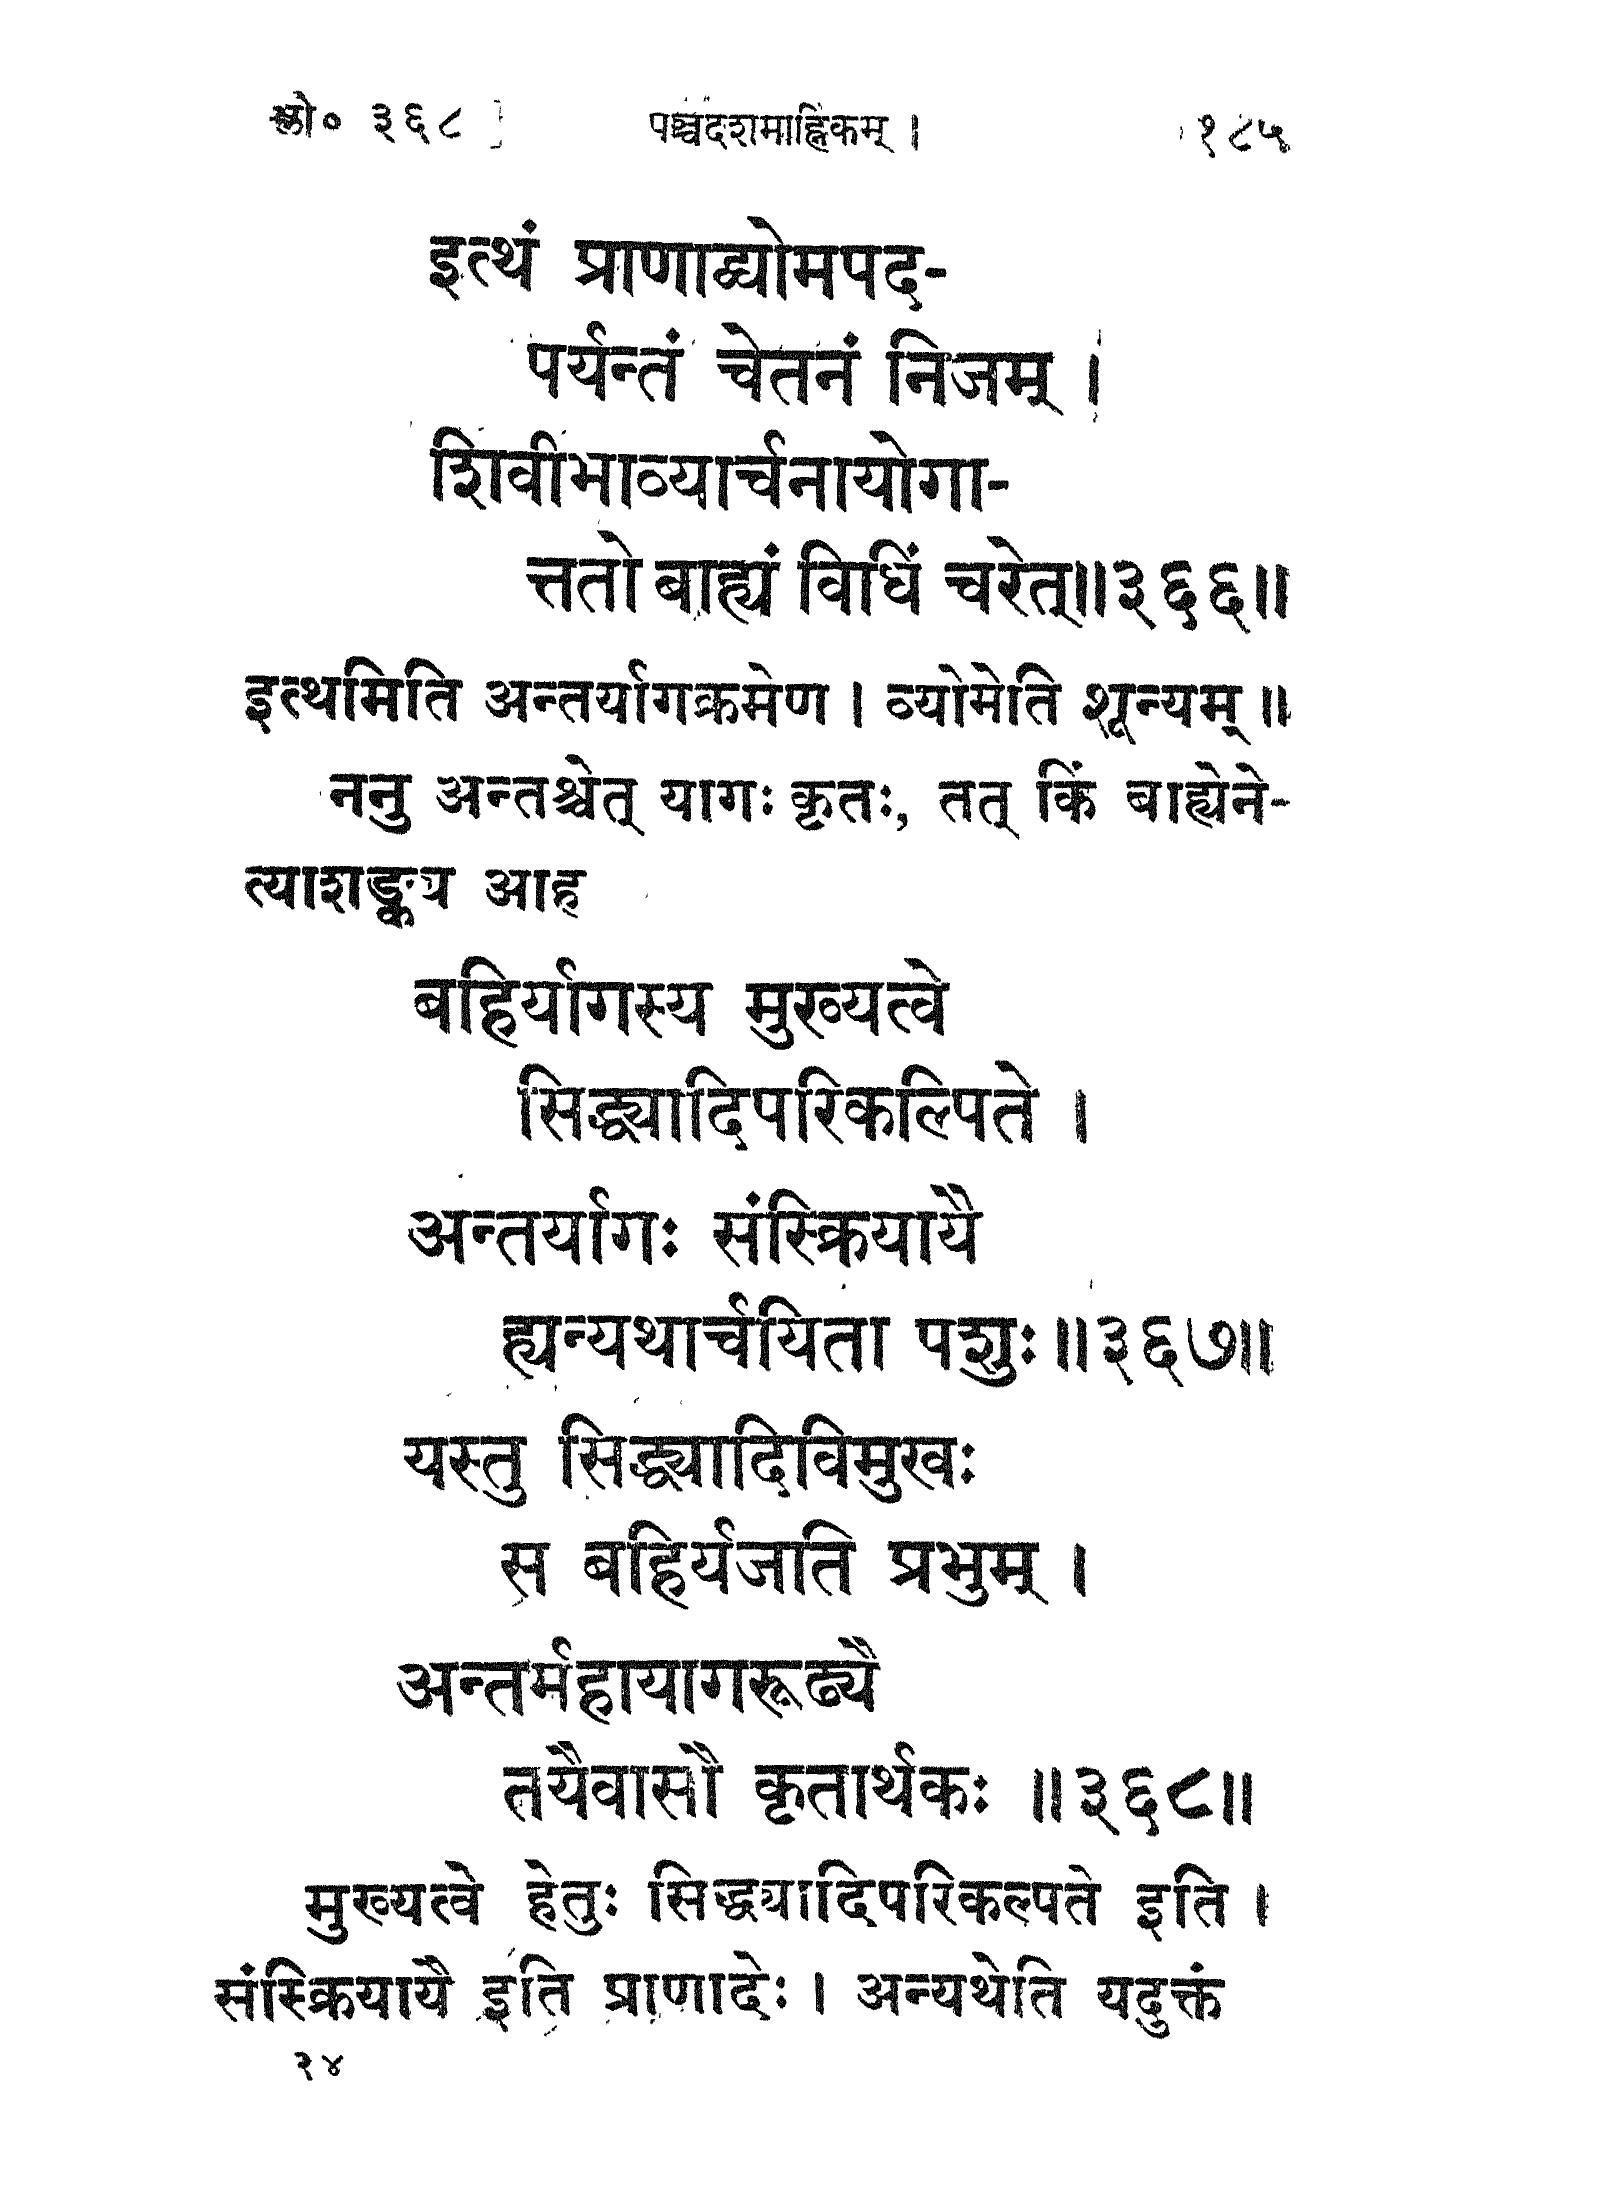 श्लो० ३६८ ] पञ्चदशमाह्निकम् । १८५
इत्थं प्राणाद्व्योमपद-
पर्यन्तं चेतनं निजम् ।
शिवीभाव्यार्चनायोगा-
त्ततो बाह्यं विधिं चरेत्॥३६६॥
इत्थमिति अन्तर्यागक्रमेण । व्योमेति शून्यम् ॥
ननु अन्तश्चेत् यागः कृतः, तत् किं बाह्येने-
त्याशङ्क्य आह
बहिर्यागस्य मुख्यत्वे
सिद्ध्यादिपरिकल्पिते ।
अन्तर्यागः संस्क्रियायै
ह्यन्यथार्चयिता पशुः॥३६७॥
यस्तु सिद्ध्यादिविमुखः
स बहिर्यजति प्रभुम् ।
अन्तर्महायागरूढ्यै
तयैवासौ कृतार्थकः ॥३६८॥
मुख्यत्वे हेतुः सिद्ध्यादिपरिकल्पते इति ।
संस्क्रियायै इति प्राणादेः । अन्यथेति यदुक्तं
२४